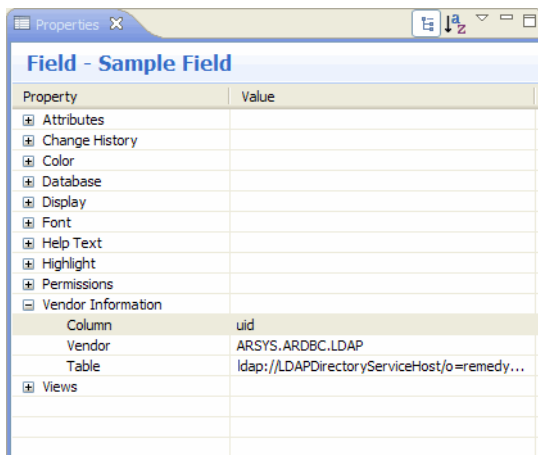 Properties
Field - Sample Field
Property Value
Attributes
Change History
Color
Database
Display
Font
Help Text
Highlight
Permissions
Vendor Information
Column uid
Vendor ARSYS.ARDBC.LDAP
Table ldap://LDAPDirectoryServiceHost/o=remedy...
Views